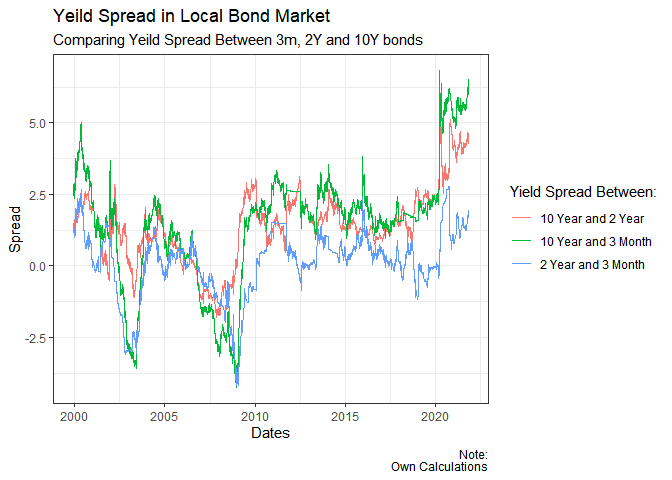 Yeild Spread in Local Bond Market
Comparing Yeild Spread Between 3m, 2Y and 10Y bonds
5.0
2.5
0.0
-2.5
Spread
2000
2005
2010
2015
2020
Dates
Yield Spread Between:
10 Year and 2 Year
10 Year and 3 Month
2 Year and 3 Month
Note:
Own Calculations